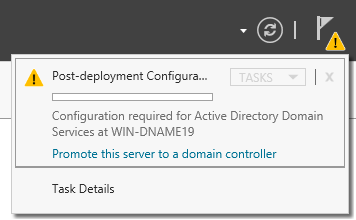 Post-deployment Configura... TASKS X
Configuration required for Active Directory Domain
Services at WIN-DNAME19
Promote this server to a domain controller
Task Details